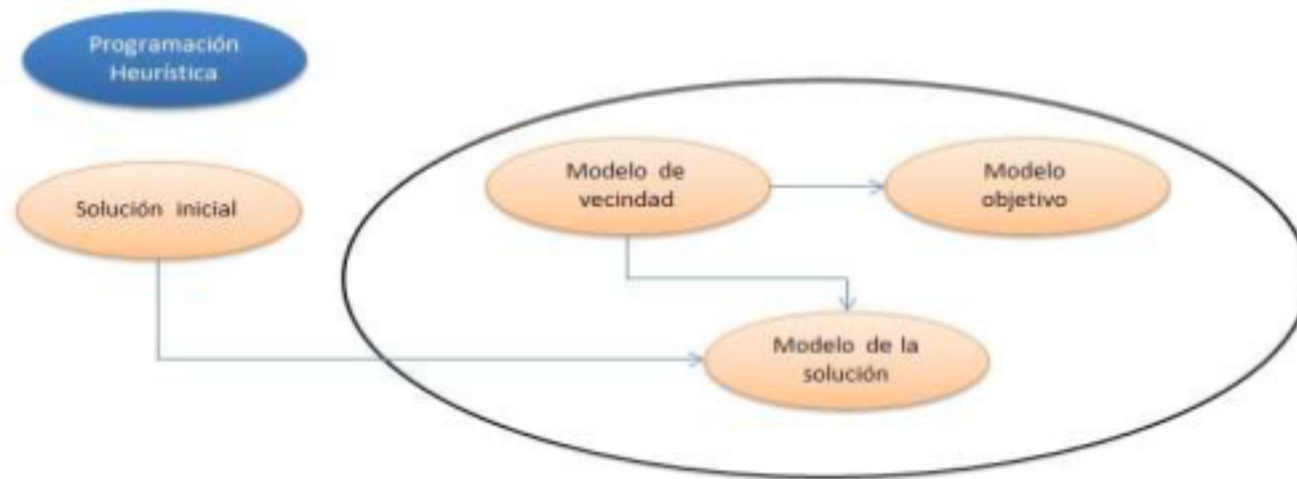 Programación
Heurística
Solución inicial
Modelo de
vecindad
Modelo
objetivo
Modelo de la
solución